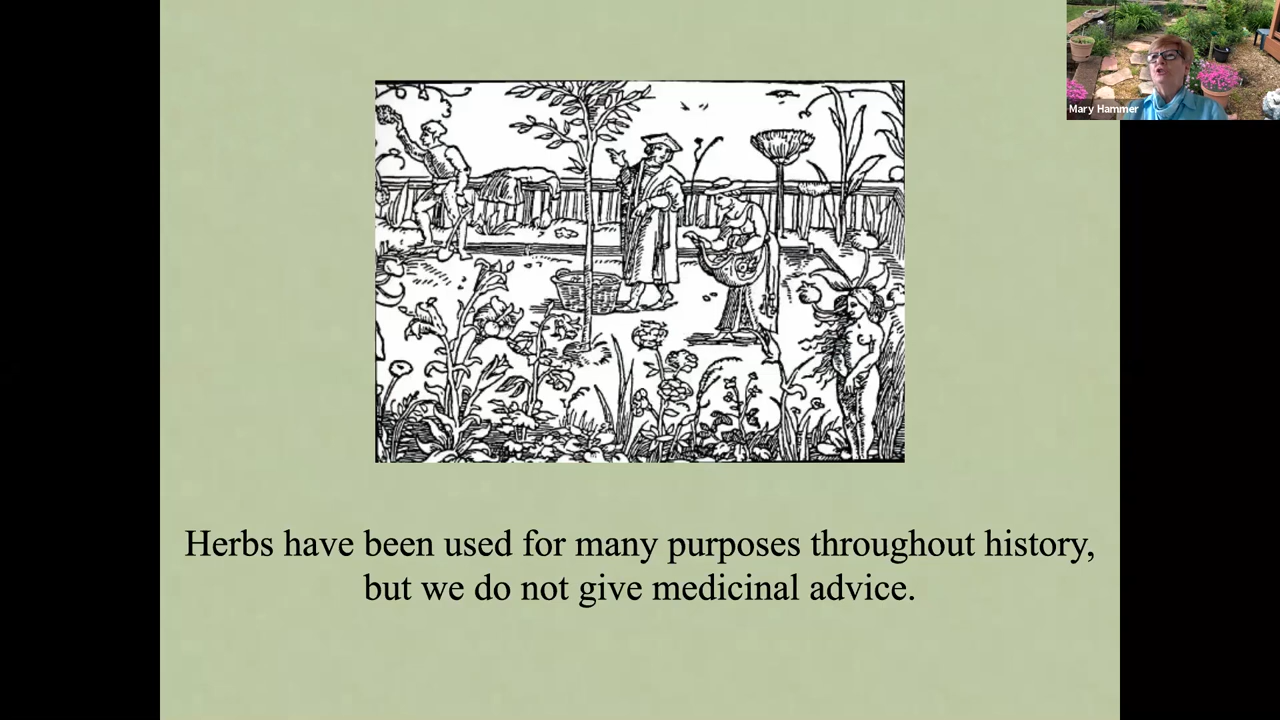 Mary Hammer
Herbs have been used for many purposes throughout history,
but we do not give medicinal advice.